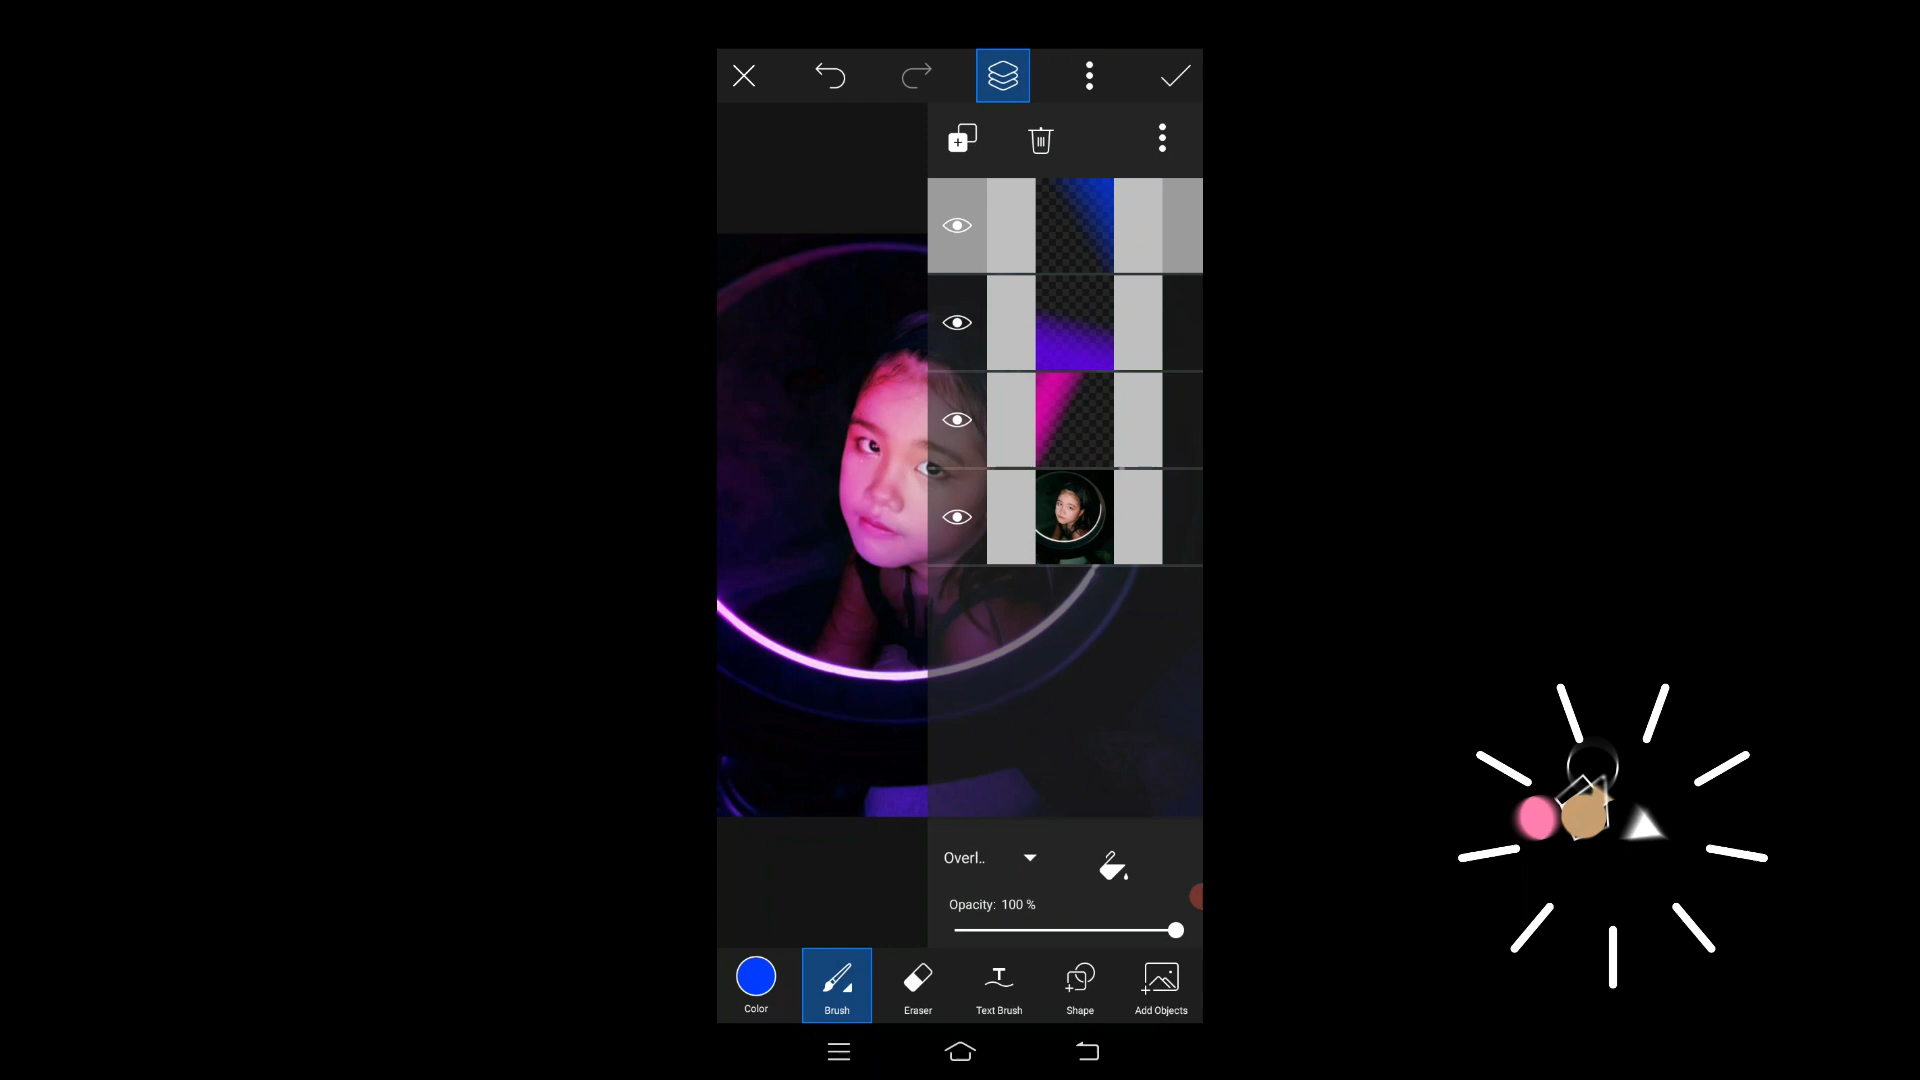 Overl..
Opacity: 100 %
Color
Brush
Eraser
T
Text Brush
Shape
Add Objects